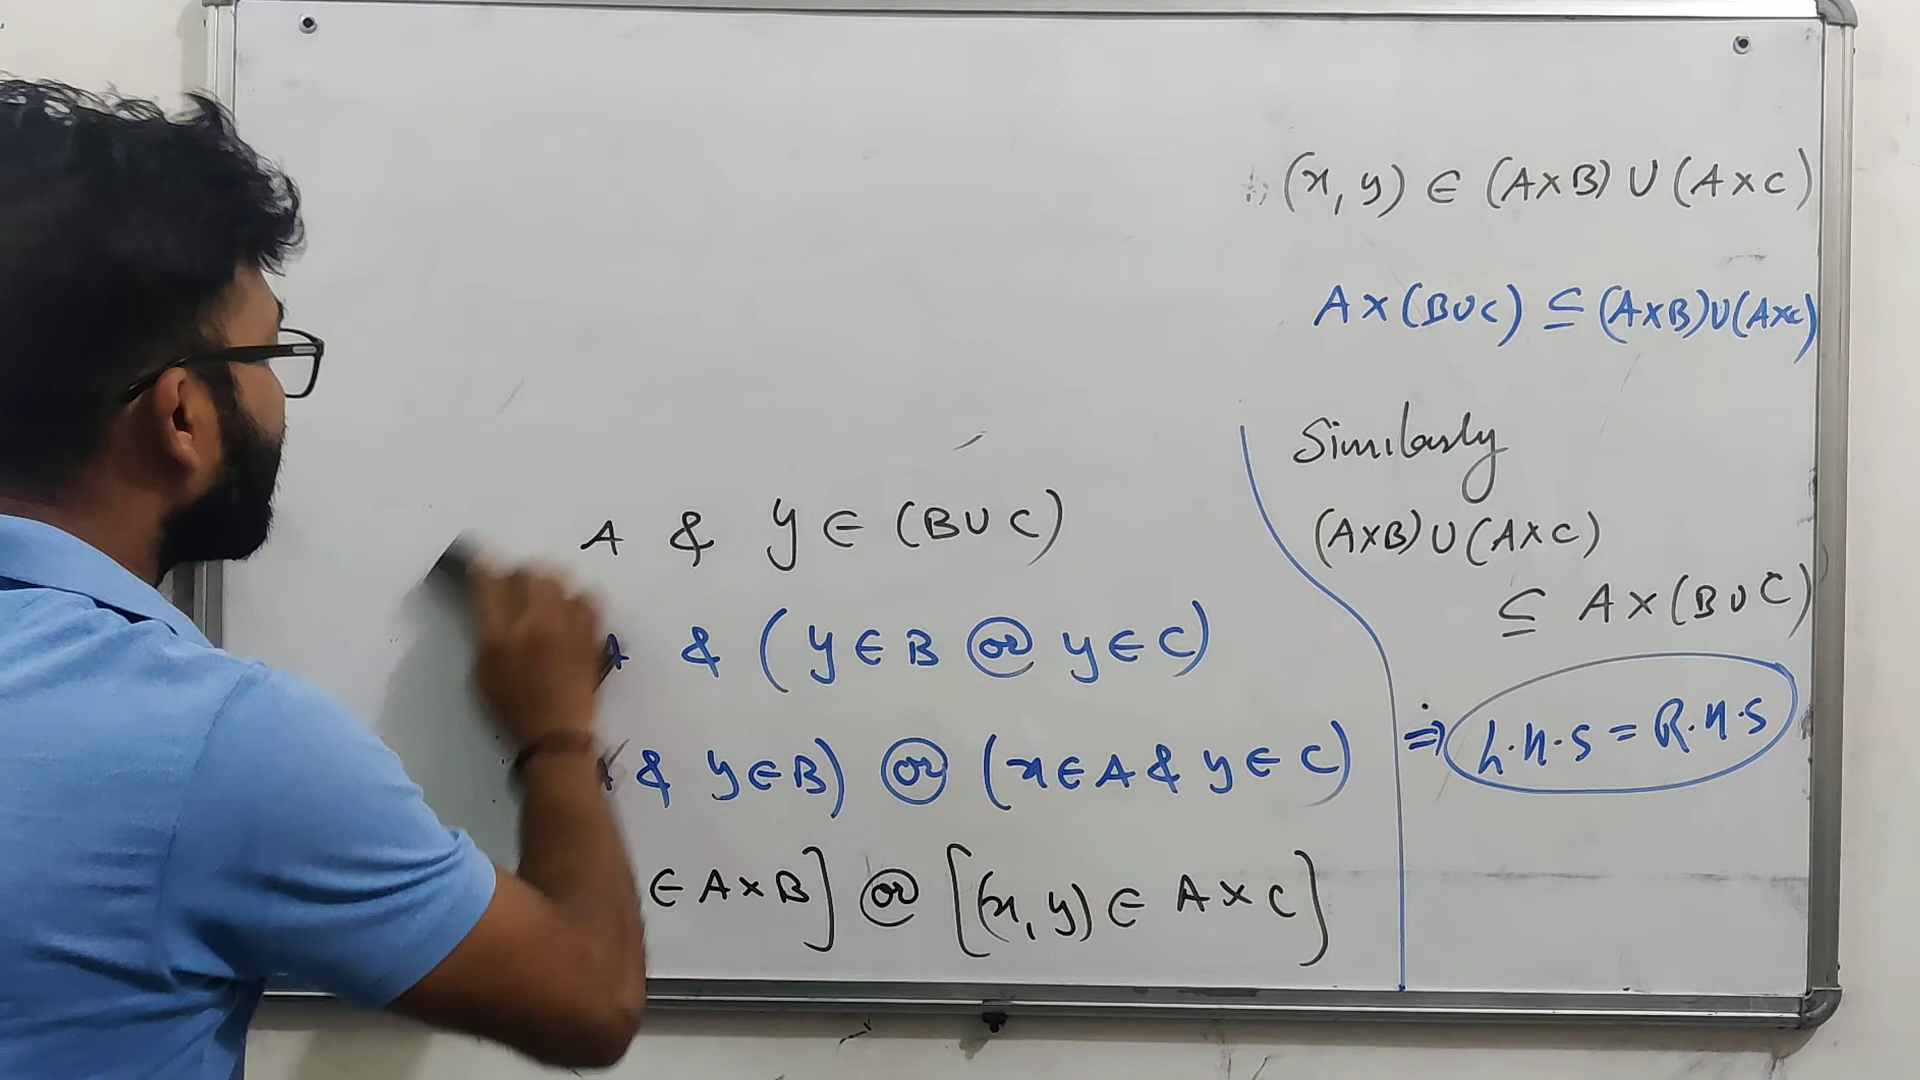 A & y ∈ (B ∪ C)
A & (y ∈ B or y ∈ C)
& y ∈ B) or (x ∈ A & y ∈ C)
∈ A × B] or [(x, y) ∈ A × C]
(x, y) ∈ (A × B) ∪ (A × C)
A × (B ∪ C) ⊆ (A × B) ∪ (A × C)
Similarly
(A × B) ∪ (A × C)
⊆ A × (B ∪ C)
⇒ L.H.S = R.H.S